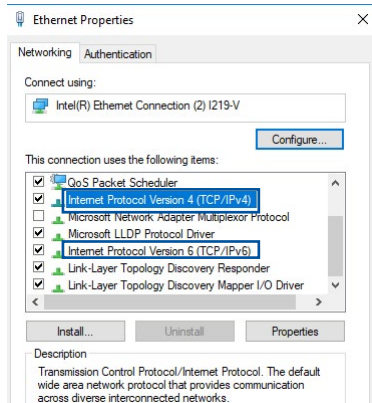 Ethernet Properties
Networking
Authentication
Connect using:
Intel(R) Ethernet Connection (2) I219-V
Configure...
This connection uses the following items:
QoS Packet Scheduler
Internet Protocol Version 4 (TCP/IPv4)
Microsoft Network Adapter Multiplexor Protocol
Microsoft LLDP Protocol Driver
Internet Protocol Version 6 (TCP/IPv6)
Link-Layer Topology Discovery Responder
Link-Layer Topology Discovery Mapper I/O Driver
Install...
Uninstall
Properties
Description
Transmission Control Protocol/Internet Protocol. The default
wide area network protocol that provides communication
across diverse interconnected networks.